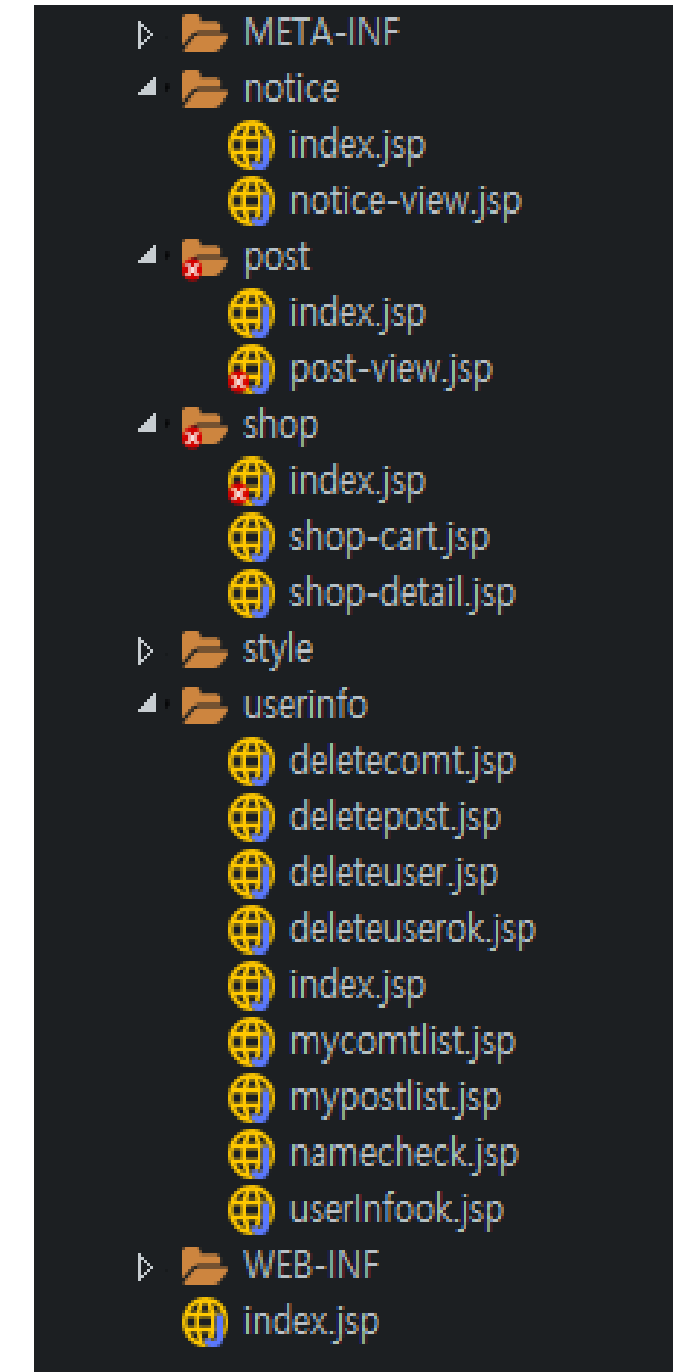 META-INF
notice
index.jsp
notice-view.jsp
post
index.jsp
post-view.jsp
shop
index.jsp
shop-cart.jsp
shop-detail.jsp
style
userinfo
deletecomt.jsp
deletepost.jsp
deleteuser.jsp
deleteuserok.jsp
index.jsp
mycomtlist.jsp
mypostlist.jsp
namecheck.jsp
userInfook.jsp
WEB-INF
index.jsp